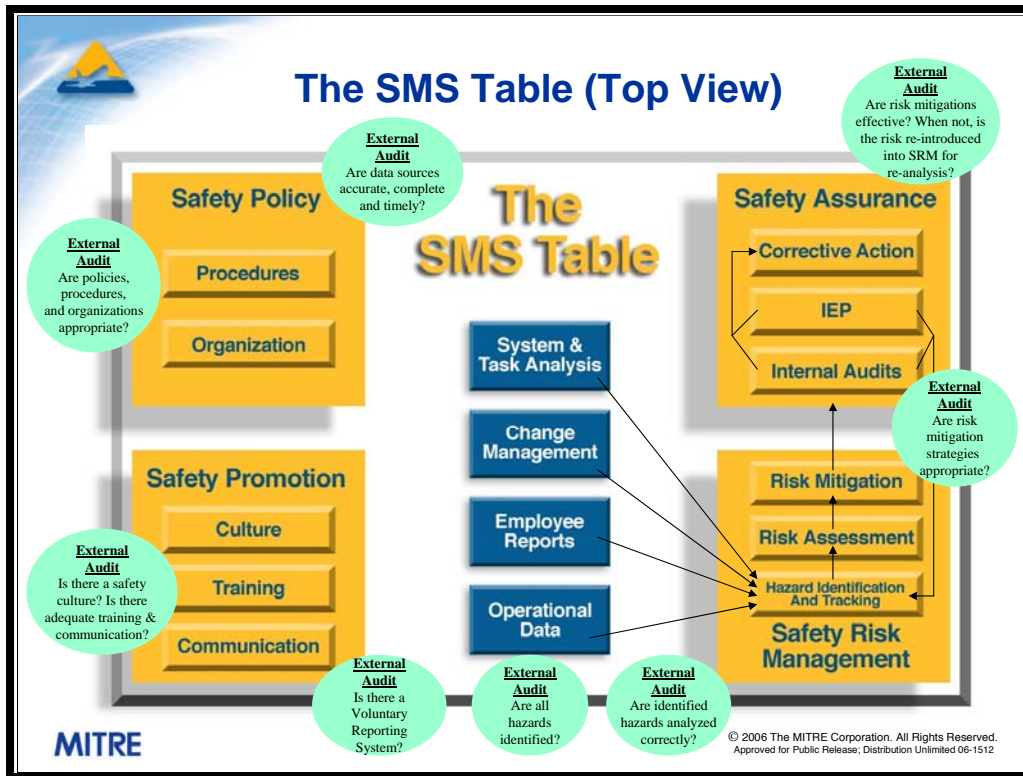 The SMS Table (Top View)
External
Audit
Are risk mitigations
effective? When not, is
the risk re-introduced
into SRM for
re-analysis?
External
Audit
Are data sources
accurate, complete
and timely?
Safety Policy
Procedures
Organization
External
Audit
Are policies,
procedures,
and organizations
appropriate?
The
SMS Table
Safety Assurance
Corrective Action
IEP
Internal Audits
External
Audit
Are risk
mitigation
strategies
appropriate?
System &
Task Analysis
Change
Management
Employee
Reports
Operational
Data
Safety Promotion
Culture
Training
Communication
External
Audit
Is there a safety
culture? Is there
adequate training &
communication?
Risk Mitigation
Risk Assessment
Hazard Identification
And Tracking
Safety Risk
Management
External
Audit
Is there a
Voluntary
Reporting
System?
External
Audit
Are all
hazards
identified?
External
Audit
Are identified
hazards analyzed
correctly?
MITRE
© 2006 The MITRE Corporation. All Rights Reserved.
Approved for Public Release; Distribution Unlimited 06-1512